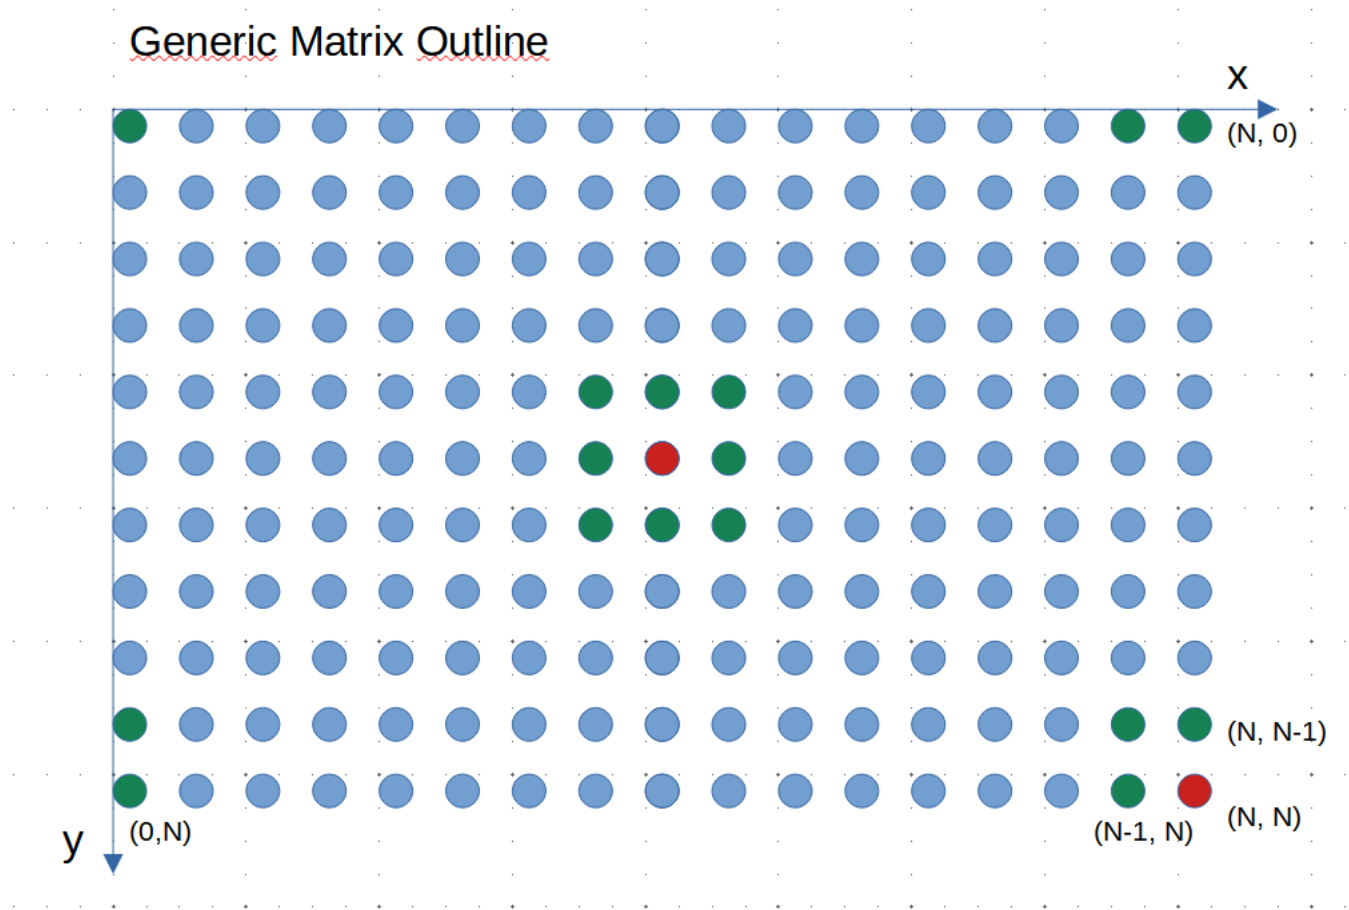 Generic Matrix Outline
x
(N, 0)
(N, N-1)
(N, N)
(N-1, N)
(0,N)
y